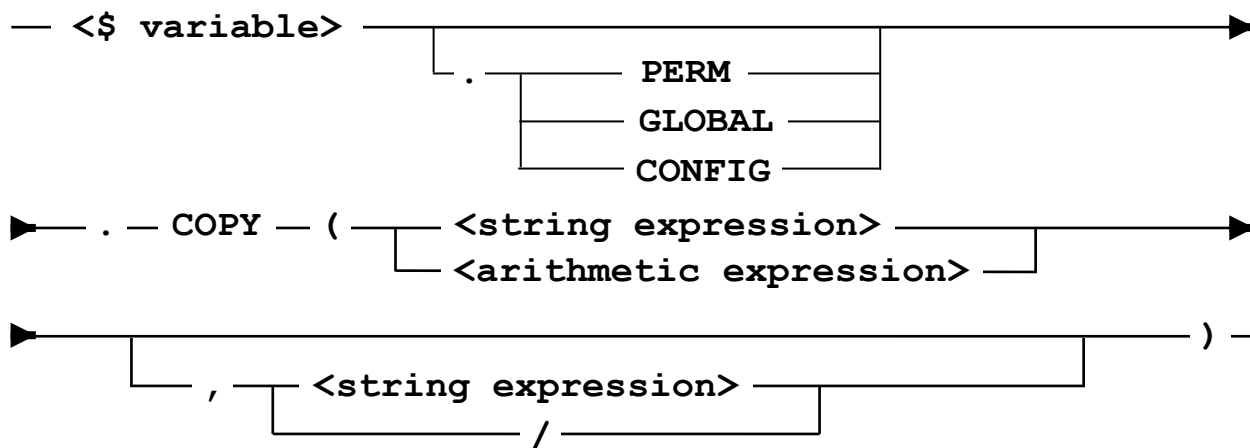 <$ variable>
. PERM
GLOBAL
CONFIG
. COPY ( <string expression>
<arithmetic expression>
)
, <string expression>
/